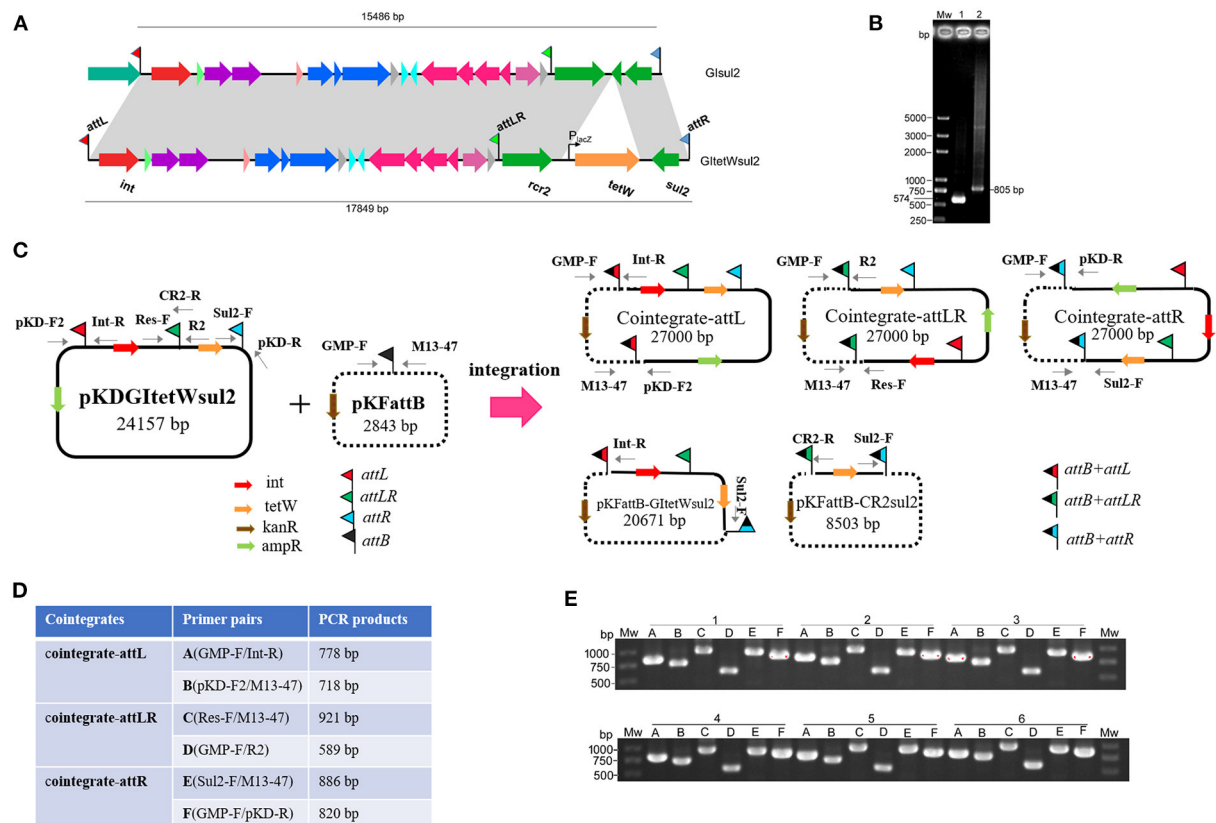 A
15486 bp
GIsul2
attL
attLR
PlacZ
attR
GItetWsul2
int
rcr2
tetW
sul2
17849 bp
B
Mw 1 2
bp
5000
3000
2000
1000
750
574
500
250
805 bp
C
CR2-R
pKD-F2 Int-R Res-F R2 Sul2-F
pKD-R
pKDGItetWsul2
24157 bp
+
GMP-F M13-47
pKFattB
2843 bp
integration
GMP-F Int-R
Cointegrate-attL
27000 bp
M13-47 pKD-F2
GMP-F R2
Cointegrate-attLR
27000 bp
M13-47 Res-F
GMP-F pKD-R
Cointegrate-attR
27000 bp
M13-47 Sul2-F
Int-R
pKFattB-GItetWsul2
20671 bp
Sul2-F
CR2-R Sul2-F
pKFattB-CR2sul2
8503 bp
int
tetW
kanR
ampR
attL
attLR
attR
attB
attB+attL
attB+attLR
attB+attR
D
Cointegrates Primer pairs PCR products
cointegrate-attL A(GMP-F/Int-R) 778 bp
B(pKD-F2/M13-47) 718 bp
cointegrate-attLR C(Res-F/M13-47) 921 bp
D(GMP-F/R2) 589 bp
cointegrate-attR E(Sul2-F/M13-47) 886 bp
F(GMP-F/pKD-R) 820 bp
E
1 2 3
bp Mw A B C D E F A B C D E F A B C D E F Mw
1000
750
500
4 5 6
bp Mw A B C D E F A B C D E F A B C D E F Mw
1000
750
500